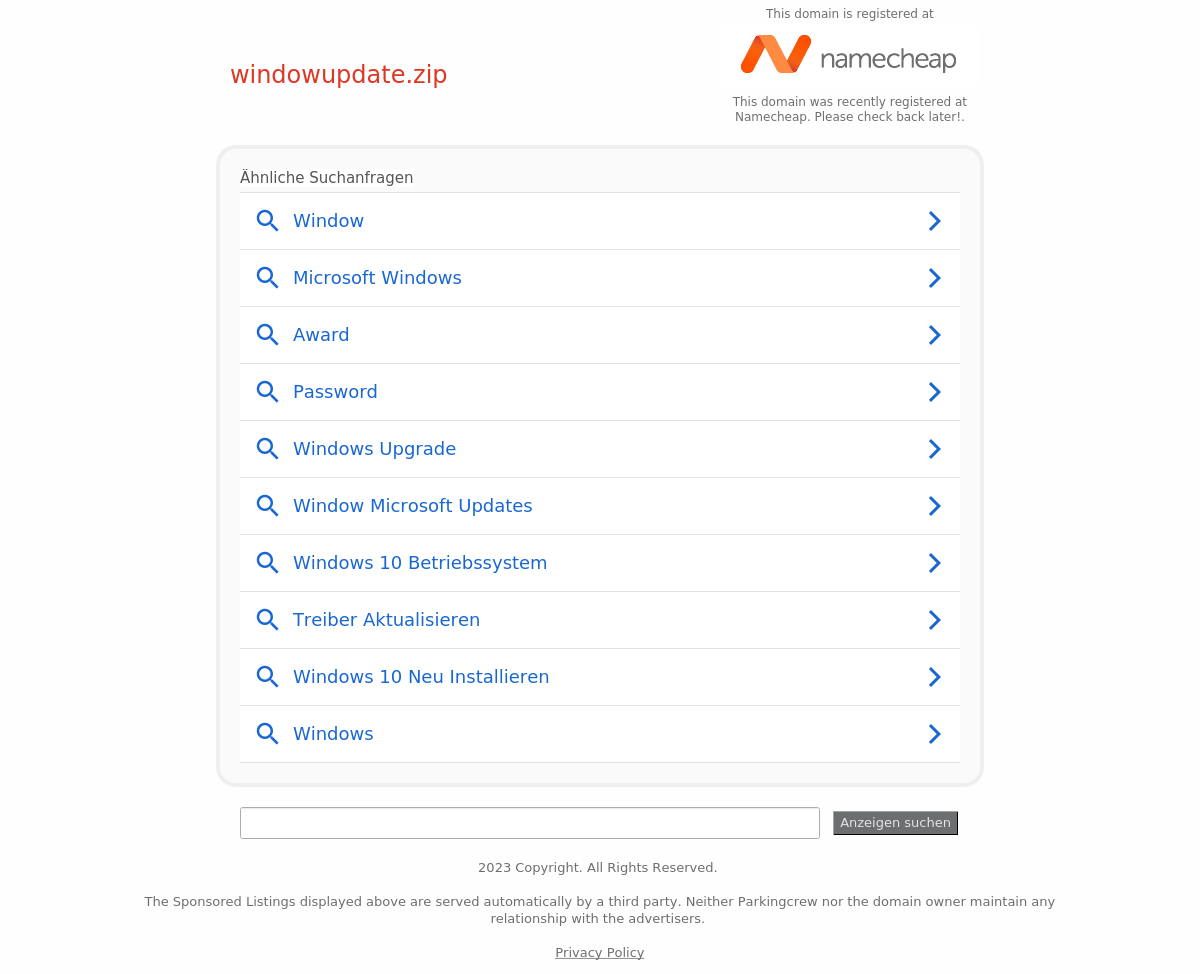 This domain is registered at
namecheap
windowupdate.zip
This domain was recently registered at
Namecheap. Please check back later!.
Ähnliche Suchanfragen
Window
Microsoft Windows
Award
Password
Windows Upgrade
Window Microsoft Updates
Windows 10 Betriebssystem
Treiber Aktualisieren
Windows 10 Neu Installieren
Windows
Anzeigen suchen
2023 Copyright. All Rights Reserved.
The Sponsored Listings displayed above are served automatically by a third party. Neither Parkingcrew nor the domain owner maintain any
relationship with the advertisers.
Privacy Policy